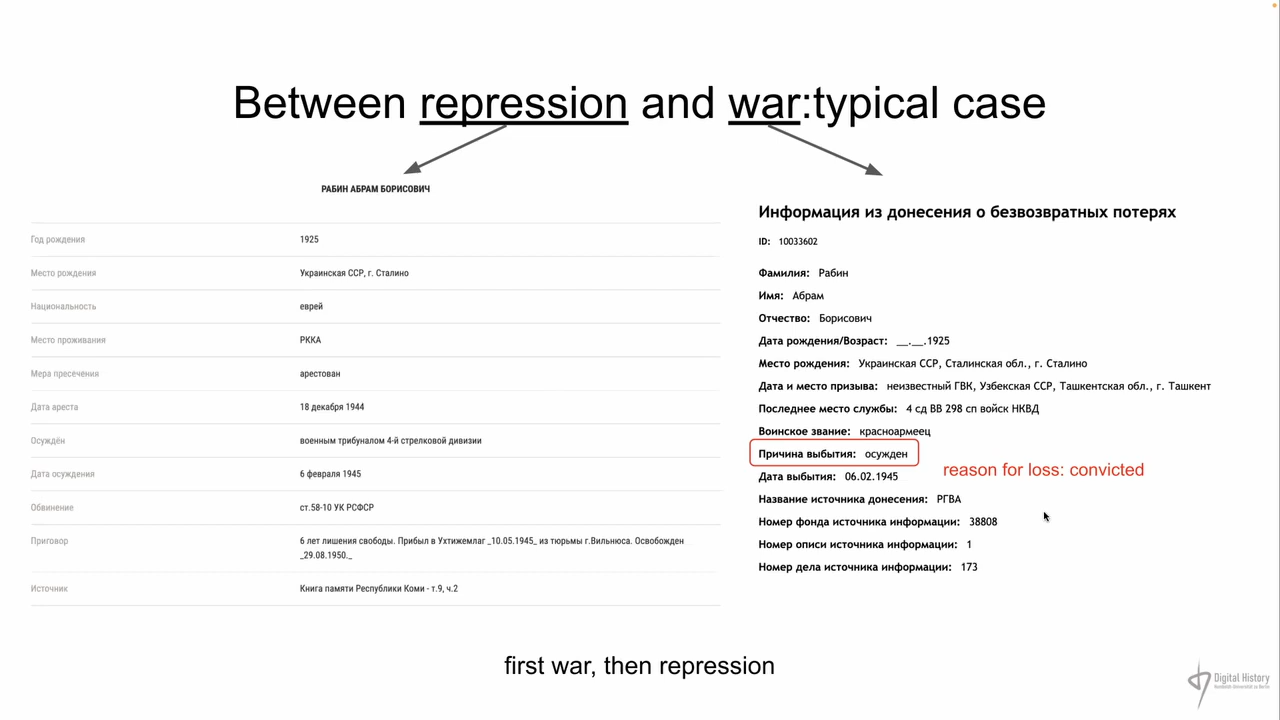 Between repression and war:typical case
РАБИН АБРАМ БОРИСОВИЧ
Год рождения 1925
Место рождения Украинская ССР, г. Сталино
Национальность еврей
Место проживания РККА
Мера пресечения арестован
Дата ареста 18 декабря 1944
Осуждён военным трибуналом 4-й стрелковой дивизии
Дата осуждения 6 февраля 1945
Обвинение ст.58-10 УК РСФСР
Приговор 6 лет лишения свободы. Прибыл в Ухтижемлаг _10.05.1945_ из тюрьмы г.Вильнюса. Освобожден
_29.08.1950._
Источник Книга памяти Республики Коми - т.9, ч.2
Информация из донесения о безвозвратных потерях
ID: 10033602
Фамилия: Рабин
Имя: Абрам
Отчество: Борисович
Дата рождения/Возраст: __.__.1925
Место рождения: Украинская ССР, Сталинская обл., г. Сталино
Дата и место призыва: неизвестный ГВК, Узбекская ССР, Ташкентская обл., г. Ташкент
Последнее место службы: 4 сд ВВ 298 сп войск НКВД
Воинское звание: красноармеец
Причина выбытия: осужден
reason for loss: convicted
Дата выбытия: 06.02.1945
Название источника донесения: РГВА
Номер фонда источника информации: 38808
Номер описи источника информации: 1
Номер дела источника информации: 173
first war, then repression
Digital History
Humboldt-Universität zu Berlin